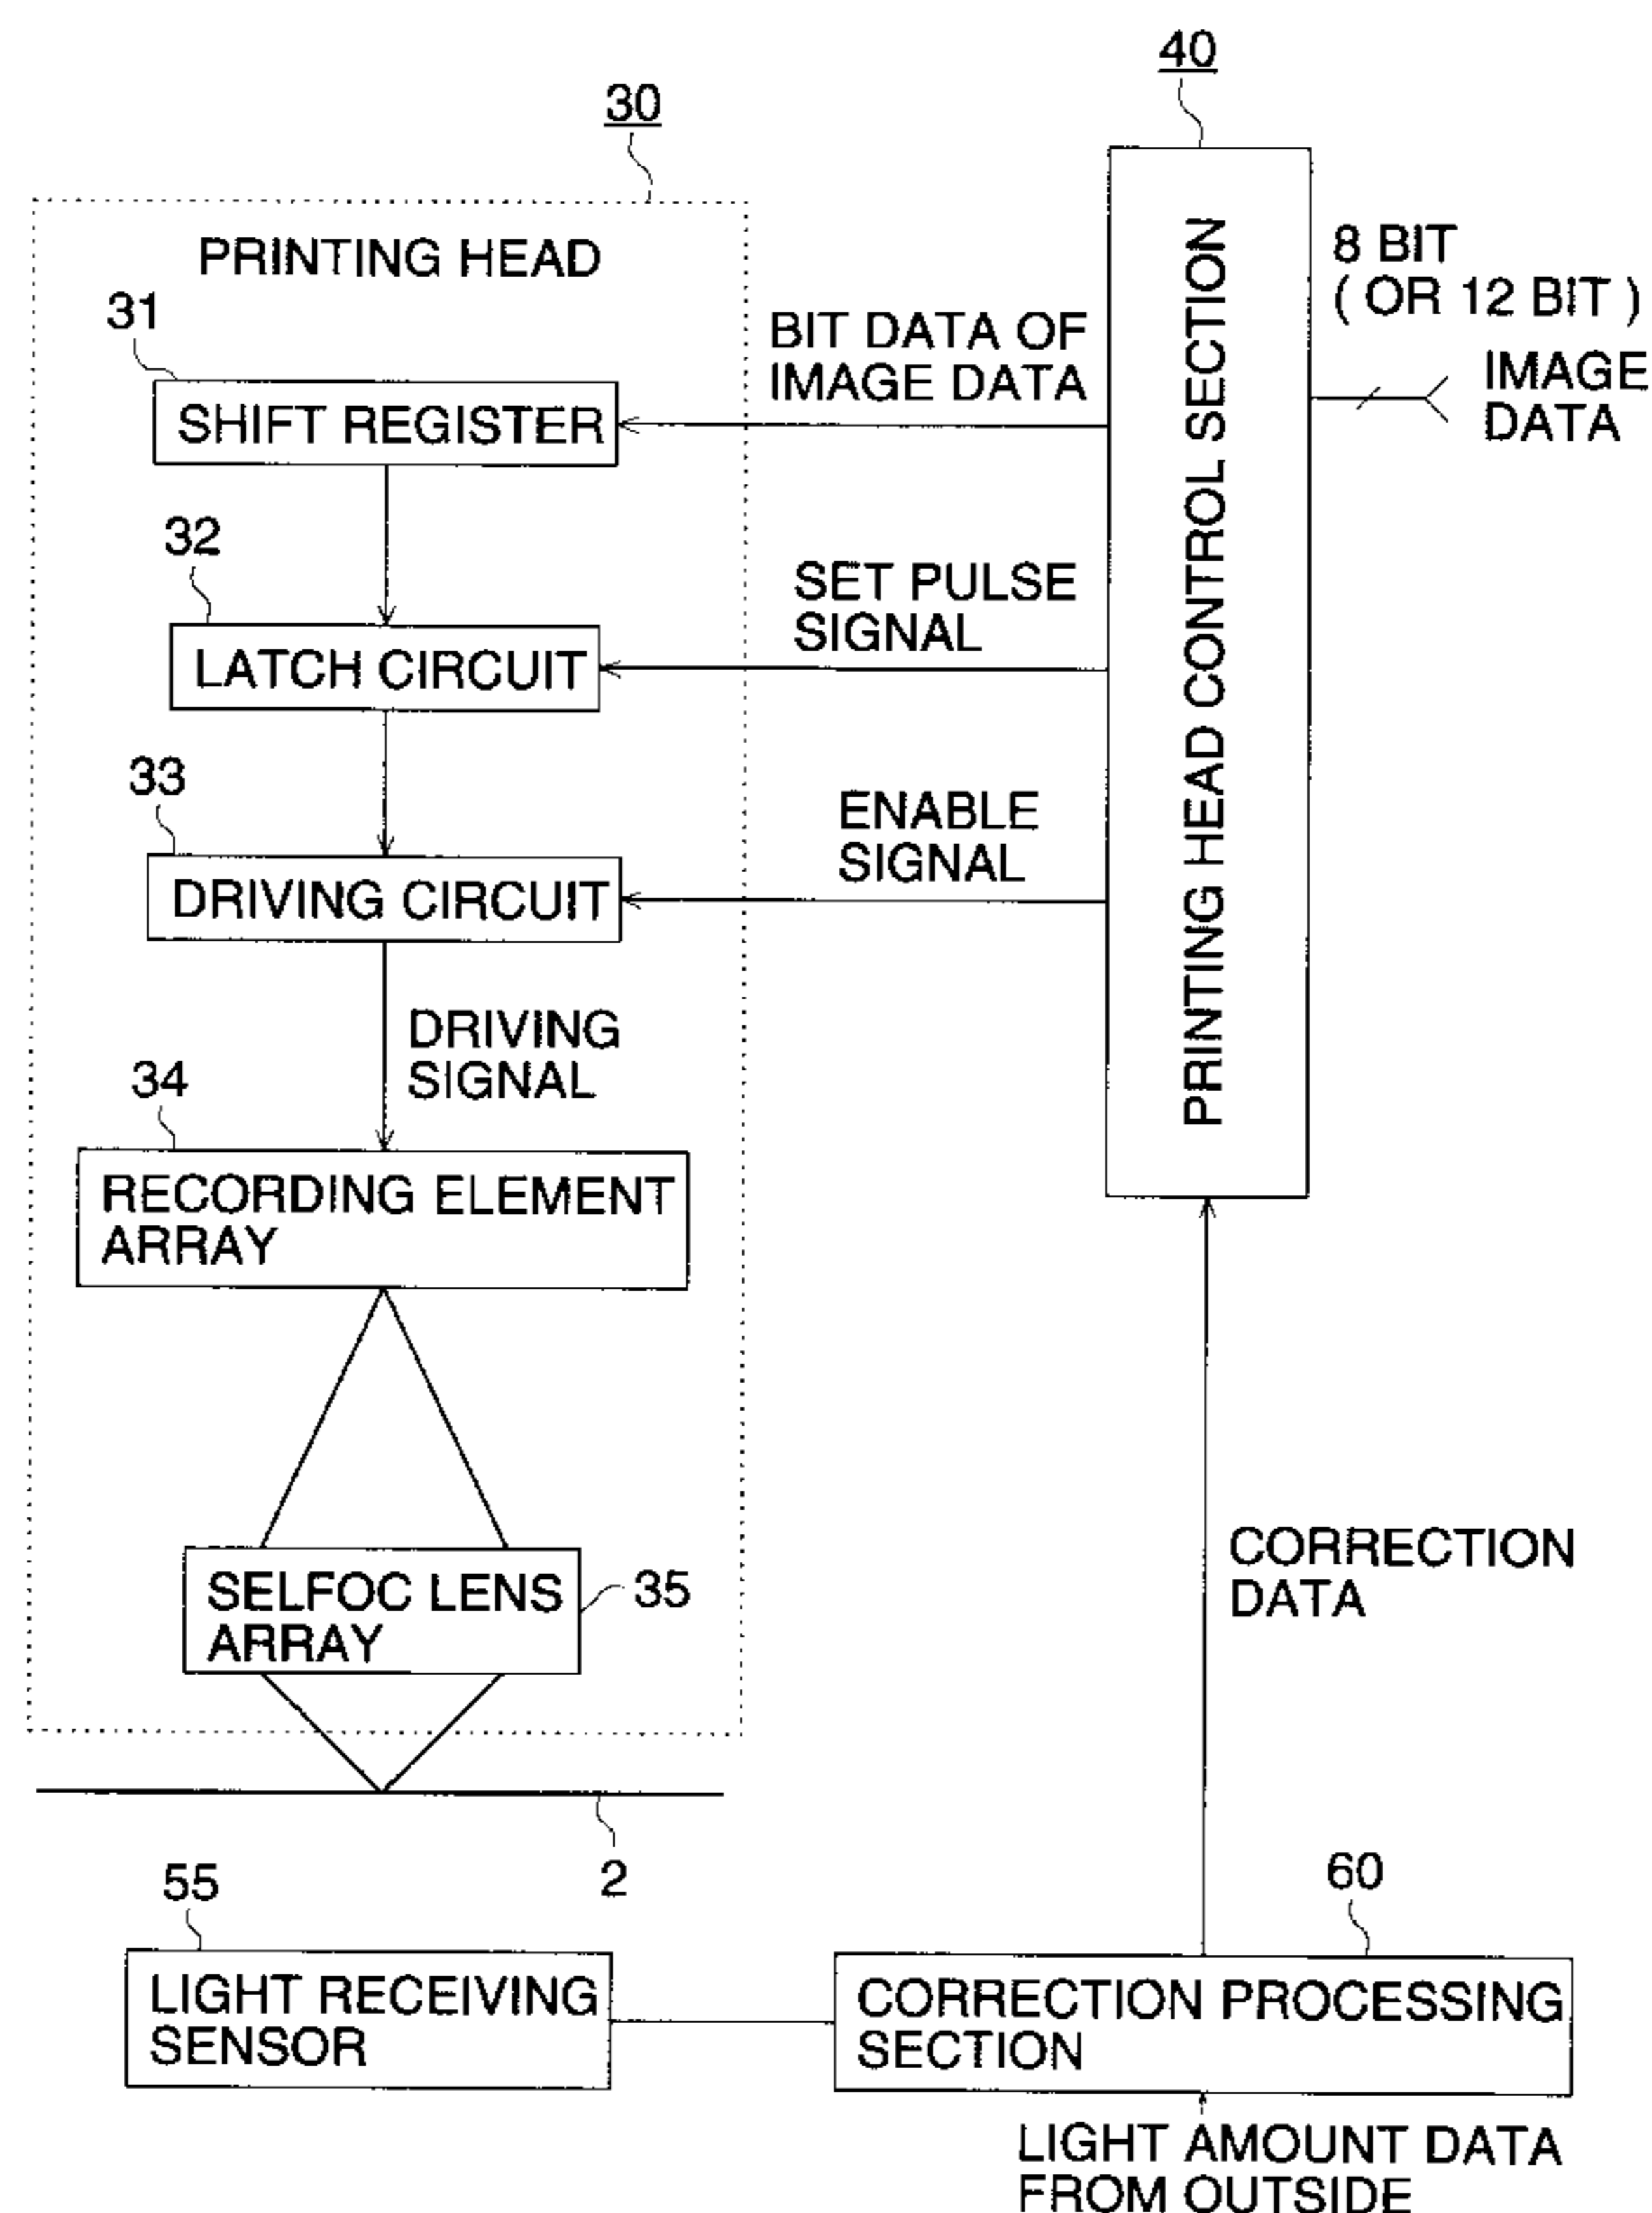 40
30
PRINTING HEAD
8 BIT
( OR 12 BIT )
IMAGE
DATA
31
SHIFT REGISTER
BIT DATA OF
IMAGE DATA
PRINTING HEAD CONTROL SECTION
32
LATCH CIRCUIT
SET PULSE
SIGNAL
33
DRIVING CIRCUIT
ENABLE
SIGNAL
DRIVING
SIGNAL
34
RECORDING ELEMENT
ARRAY
SELFOC LENS
ARRAY
35
CORRECTION
DATA
2
55
LIGHT RECEIVING
SENSOR
60
CORRECTION PROCESSING
SECTION
LIGHT AMOUNT DATA
FROM OUTSIDE